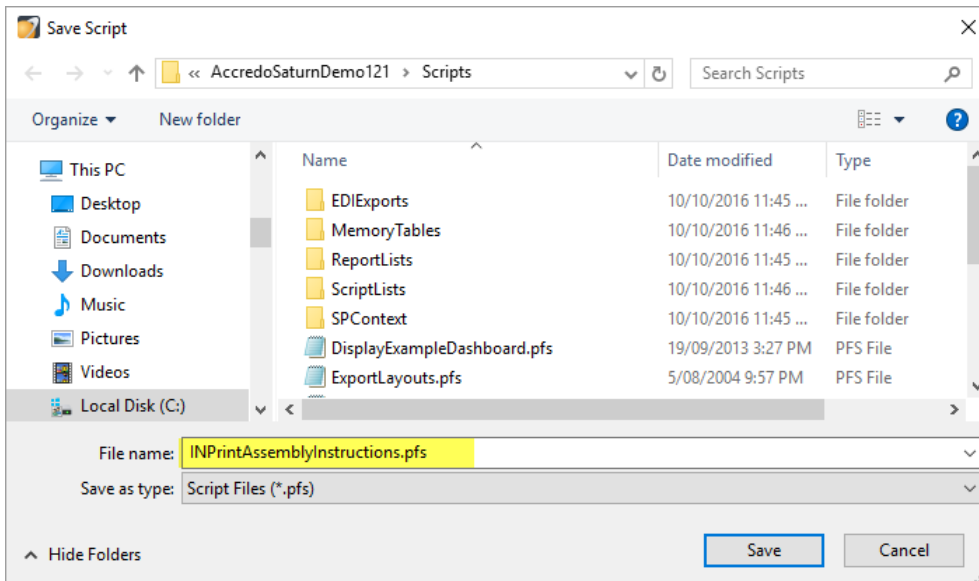 Save Script
« AccredoSaturnDemo121 > Scripts
Search Scripts
Organize
New folder
?
This PC
Desktop
Documents
Downloads
Music
Pictures
Videos
Local Disk (C:)
Name Date modified Type
EDIExports 10/10/2016 11:45 ... File folder
MemoryTables 10/10/2016 11:46 ... File folder
ReportLists 10/10/2016 11:45 ... File folder
ScriptLists 10/10/2016 11:46 ... File folder
SPContext 10/10/2016 11:45 ... File folder
DisplayExampleDashboard.pfs 19/09/2013 3:27 PM PFS File
ExportLayouts.pfs 5/08/2004 9:57 PM PFS File
File name: INPrintAssemblyInstructions.pfs
Save as type: Script Files (*.pfs)
Hide Folders
Save
Cancel